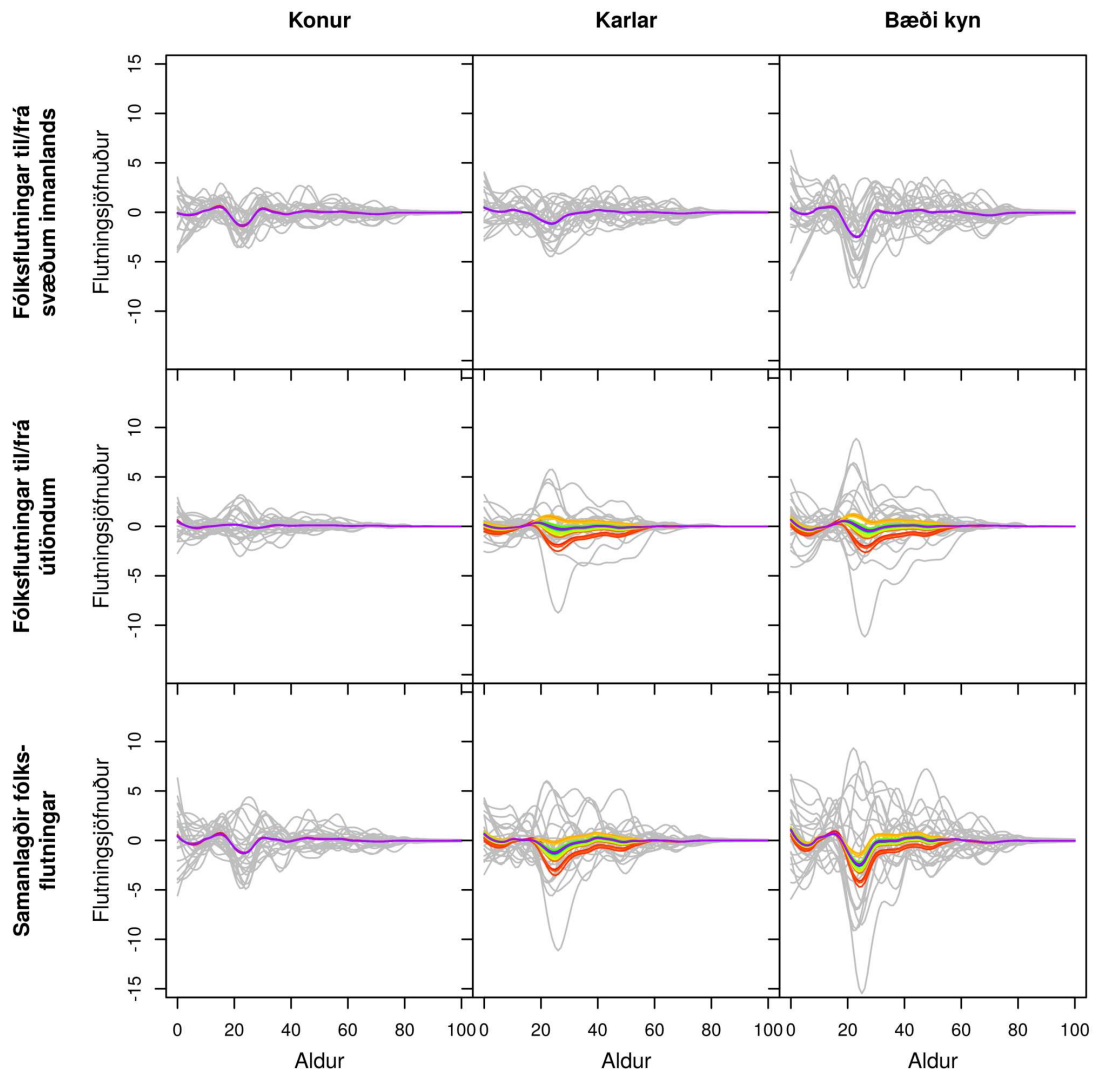 Konur
Karlar
Bæði kyn
Fólksflutningar til/frá
svæðum innanlands
Flutningsjöfnuður
15
10
5
0
-5
-10
Fólksflutningar til/frá
útlöndum
Flutningsjöfnuður
10
5
0
-5
-10
Samanlagðir fólks-
flutningar
Flutningsjöfnuður
10
5
0
-5
-10
-15
0 20 40 60 80 100
0 20 40 60 80 100
0 20 40 60 80 100
Aldur
Aldur
Aldur